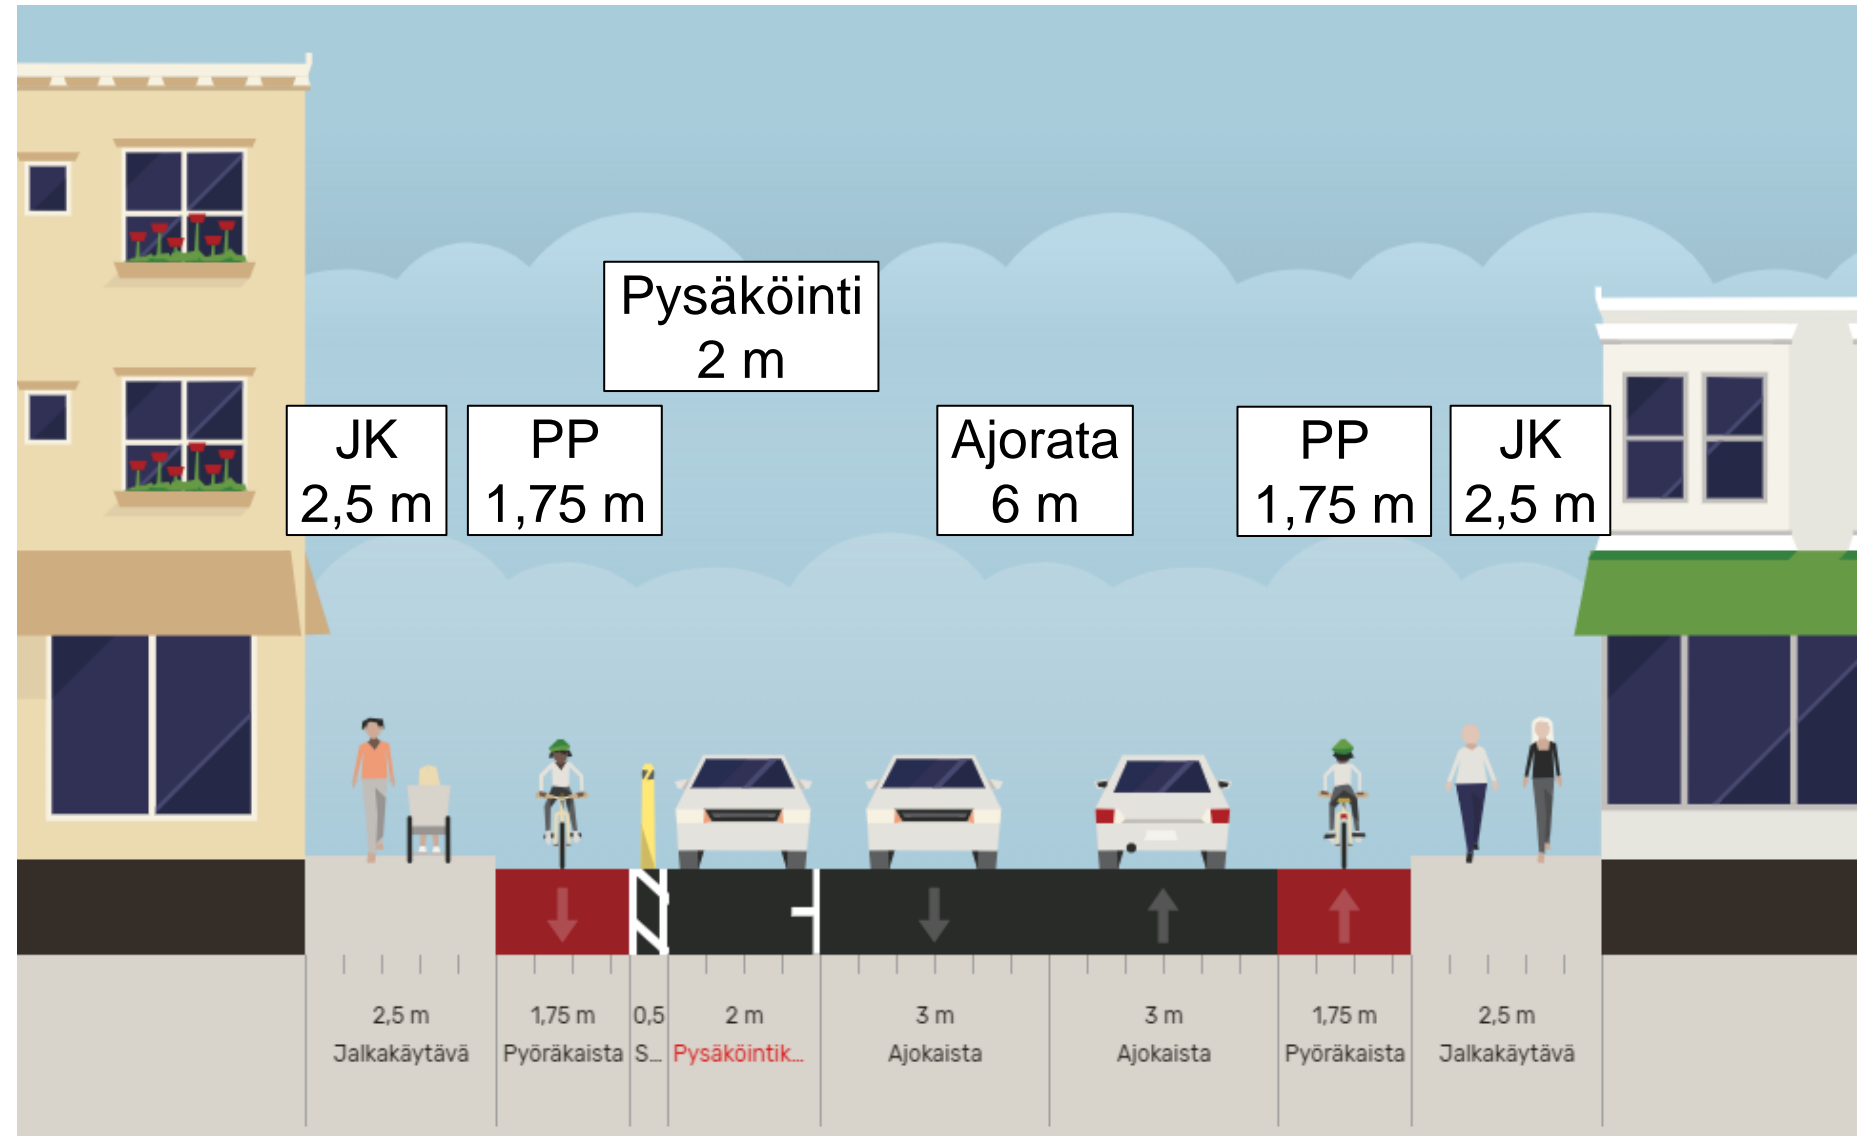 Pysäköinti
2 m
JK
2,5 m
PP
1,75 m
Ajorata
6 m
PP
1,75 m
JK
2,5 m
2,5 m
Jalkakäytävä
1,75 m
Pyöräkaista
0,5
S...
2 m
Pysäköintik...
3 m
Ajokaista
3 m
Ajokaista
1,75 m
Pyöräkaista
2,5 m
Jalkakäytävä